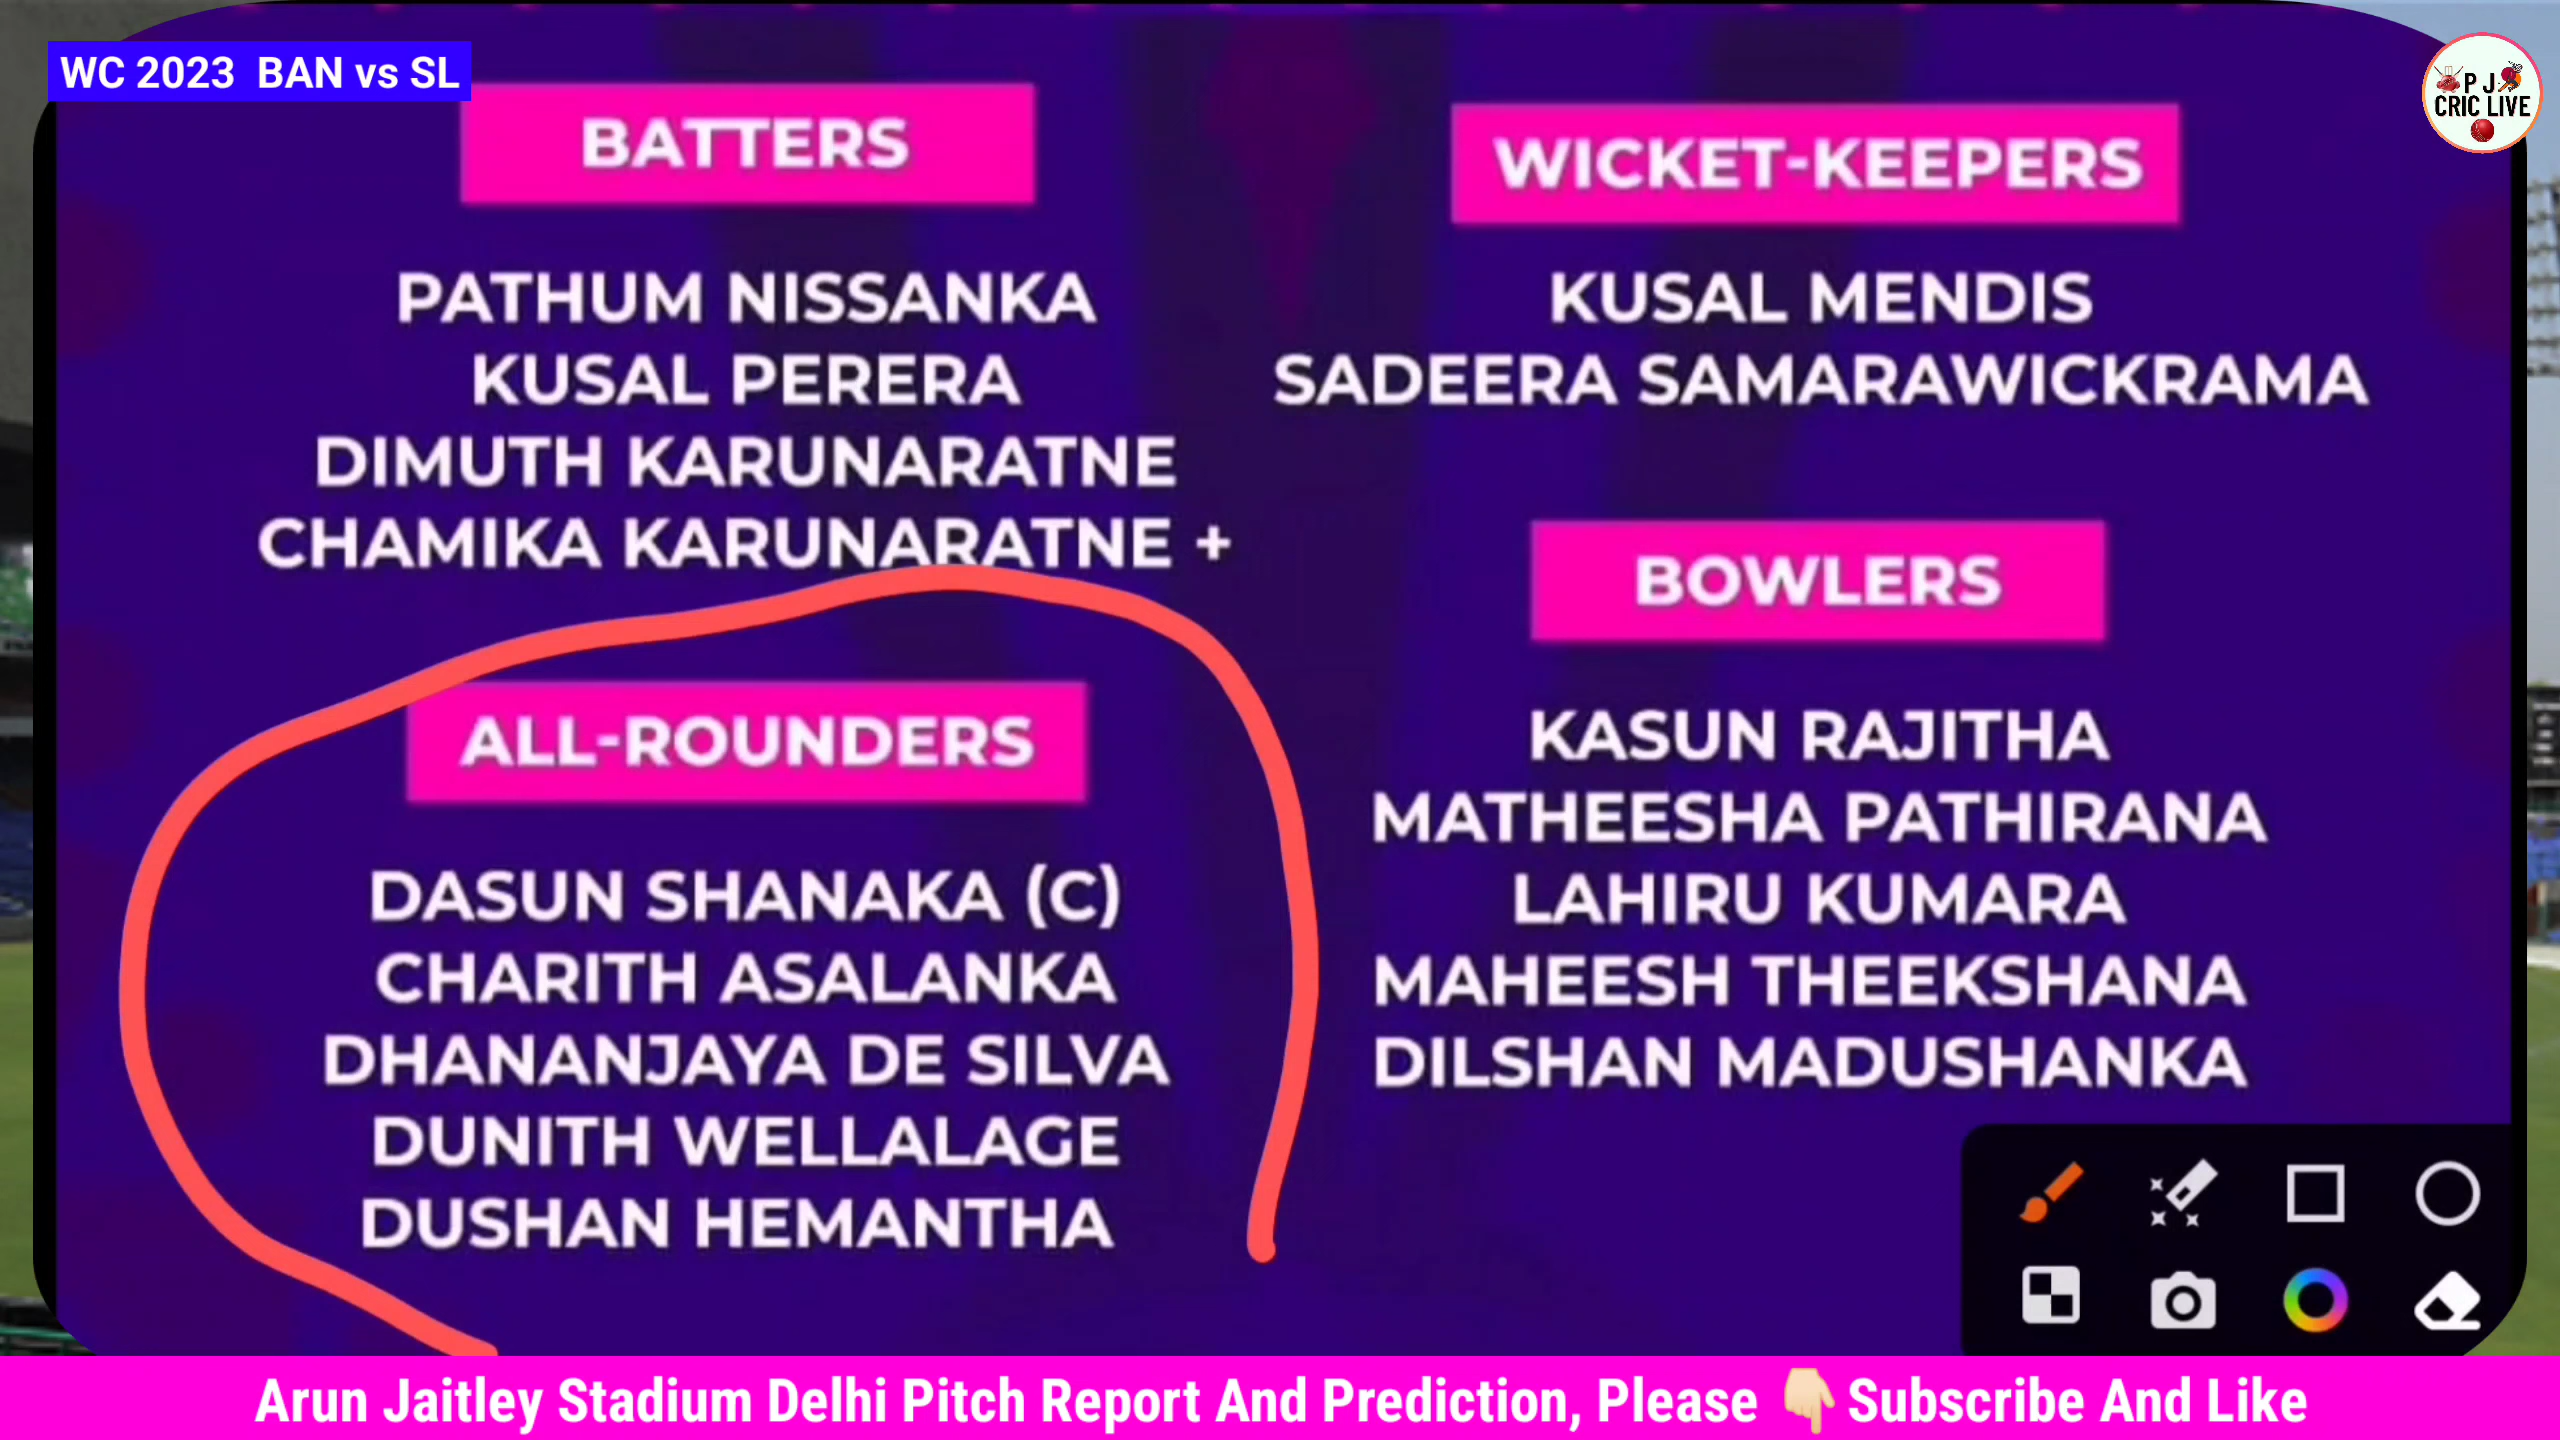 WC 2023 BAN vs SL
P J
CRIC LIVE
BATTERS
PATHUM NISSANKA
KUSAL PERERA
DIMUTH KARUNARATNE
CHAMIKA KARUNARATNE +
WICKET-KEEPERS
KUSAL MENDIS
SADEERA SAMARAWICKRAMA
ALL-ROUNDERS
DASUN SHANAKA (C)
CHARITH ASALANKA
DHANANJAYA DE SILVA
DUNITH WELLALAGE
DUSHAN HEMANTHA
BOWLERS
KASUN RAJITHA
MATHEESHA PATHIRANA
LAHIRU KUMARA
MAHEESH THEEKSHANA
DILSHAN MADUSHANKA
Arun Jaitley Stadium Delhi Pitch Report And Prediction, Please 👇 Subscribe And Like